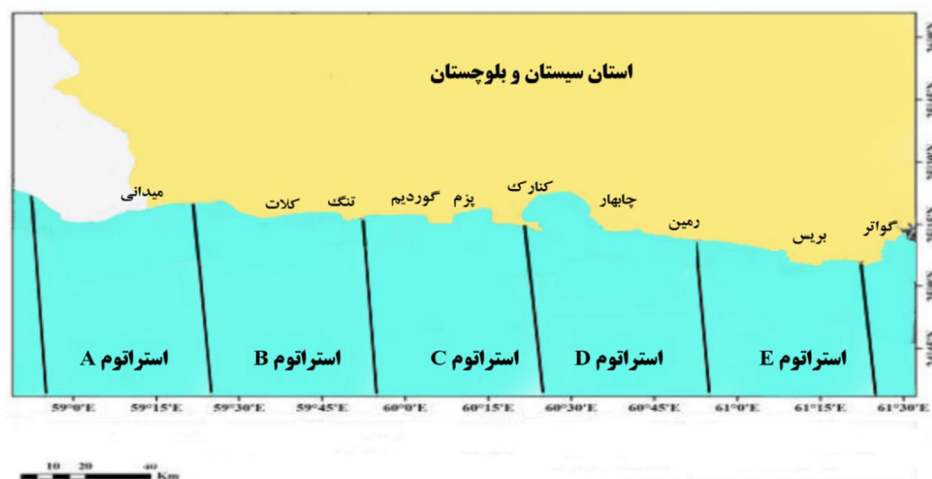 استان سیستان و بلوچستان
میدانی
کلات
تنگ
گوردیم
پزم
کنارک
چابهار
رمین
بریس
گواتر
استراتوم A
استراتوم B
استراتوم C
استراتوم D
استراتوم E
59°0'E 59°15'E 59°30'E 59°45'E 60°0'E 60°15'E 60°30'E 60°45'E 61°0'E 61°15'E 61°30'E
10 20 40
Km